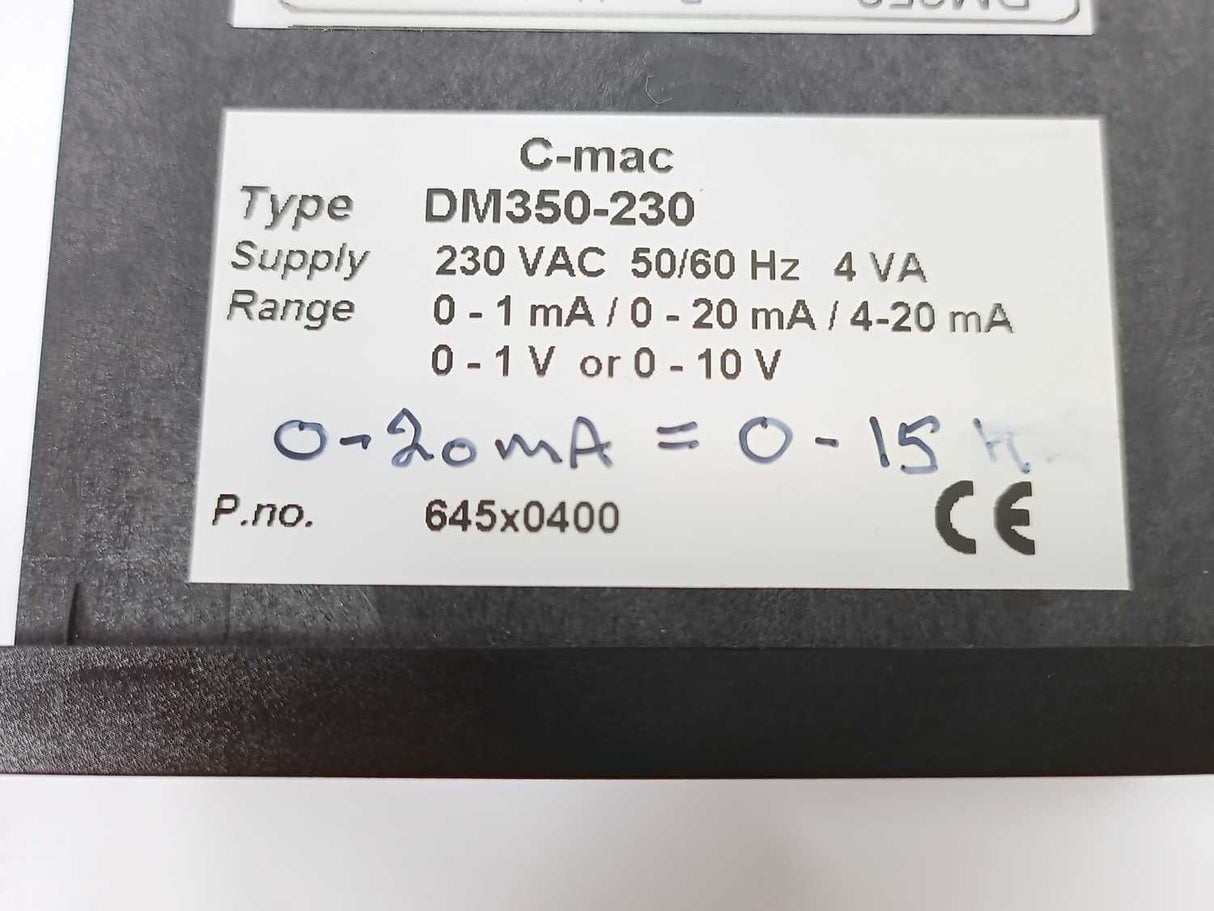 C-mac
Type DM350-230
Supply 230 VAC 50/60 Hz 4 VA
Range 0 - 1 mA / 0 - 20 mA / 4-20 mA
0 - 1 V or 0 - 10 V
0-20mA = 0 - 15
P.no. 645x0400 CE